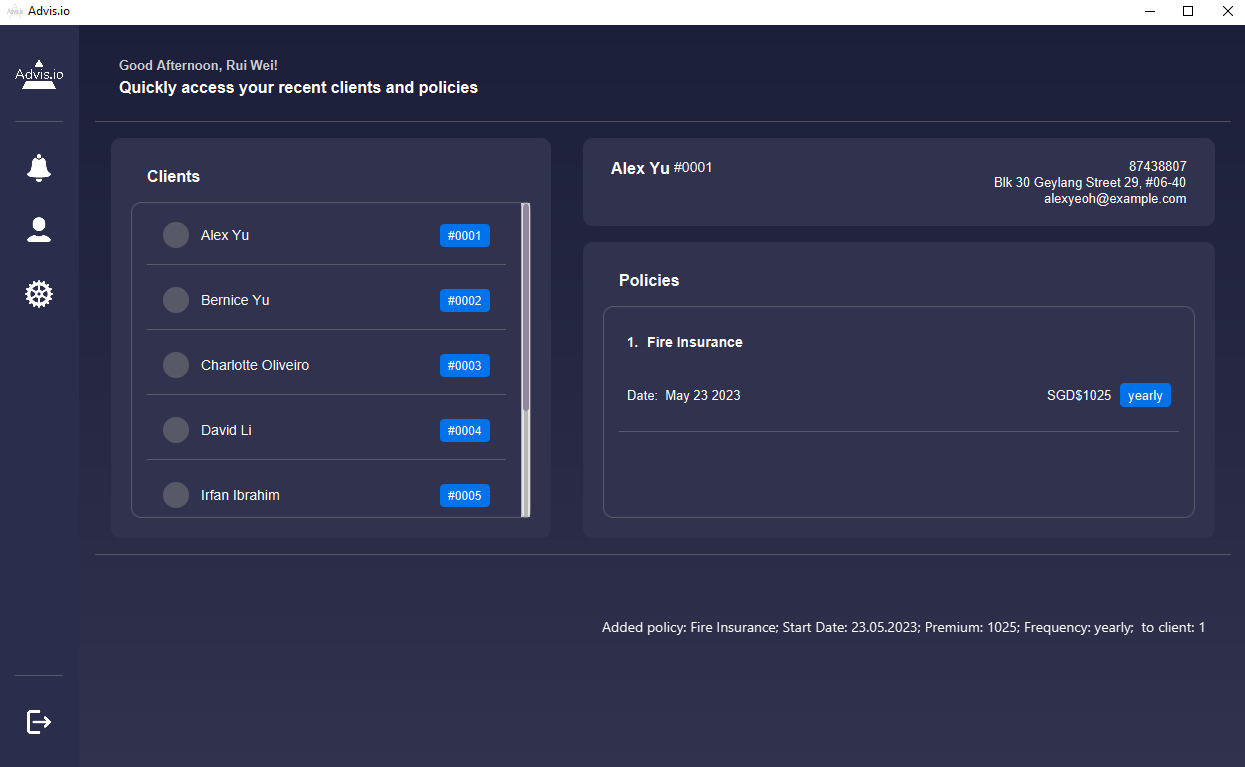 Advis.io
Advis.io
Good Afternoon, Rui Wei!
Quickly access your recent clients and policies
Clients
Alex Yu #0001
Bernice Yu #0002
Charlotte Oliveiro #0003
David Li #0004
Irfan Ibrahim #0005
Alex Yu #0001
87438807
Blk 30 Geylang Street 29, #06-40
alexyeoh@example.com
Policies
1. Fire Insurance
Date: May 23 2023 SGD$1025 yearly
Added policy: Fire Insurance; Start Date: 23.05.2023; Premium: 1025; Frequency: yearly; to client: 1